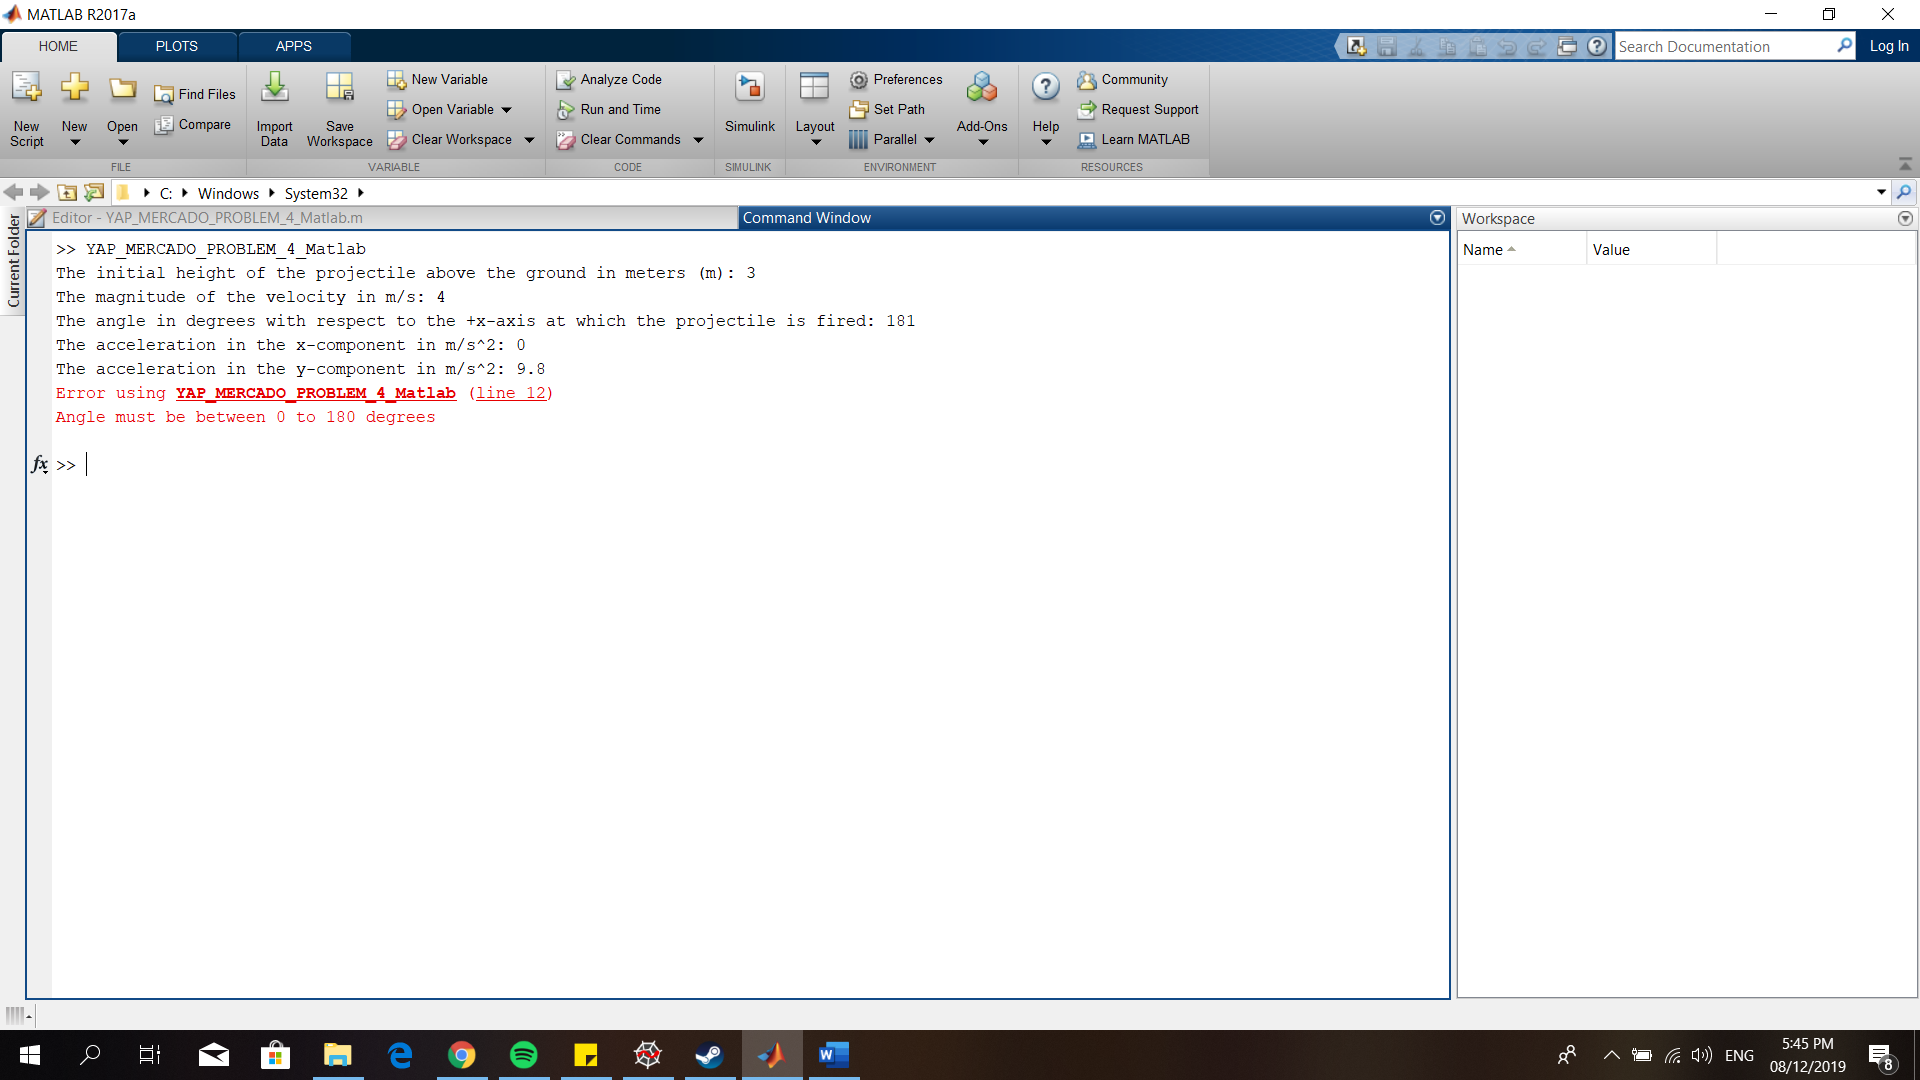 MATLAB R2017a
HOME PLOTS APPS
Search Documentation Log In
New Script
New
Open
Find Files
Compare
Import Data
Save Workspace
New Variable
Open Variable
Clear Workspace
Analyze Code
Run and Time
Clear Commands
Simulink
Layout
Preferences
Set Path
Parallel
Add-Ons
Help
Community
Request Support
Learn MATLAB
FILE VARIABLE CODE SIMULINK ENVIRONMENT RESOURCES
C: Windows System32
Current Folder
Editor - YAP_MERCADO_PROBLEM_4_Matlab.m
Command Window
Workspace
Name Value
>> YAP_MERCADO_PROBLEM_4_Matlab
The initial height of the projectile above the ground in meters (m): 3
The magnitude of the velocity in m/s: 4
The angle in degrees with respect to the +x-axis at which the projectile is fired: 181
The acceleration in the x-component in m/s^2: 0
The acceleration in the y-component in m/s^2: 9.8
Error using YAP_MERCADO_PROBLEM_4_Matlab (line 12)
Angle must be between 0 to 180 degrees
fx >>
ENG
5:45 PM
08/12/2019
8